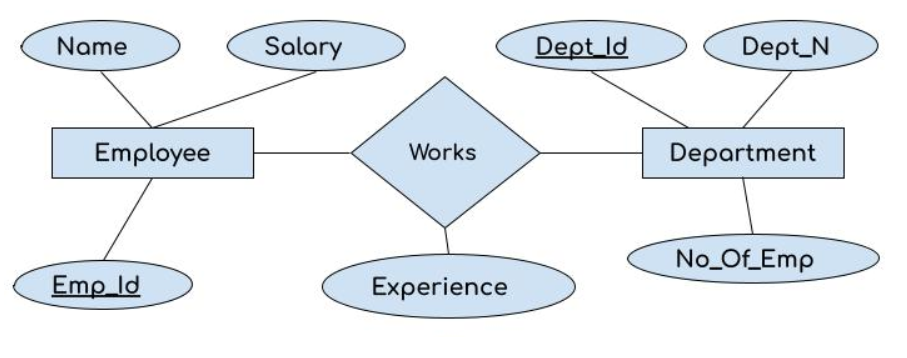 Name
Salary
Dept_Id
Dept_N
Employee
Works
Department
Emp_Id
Experience
No_Of_Emp